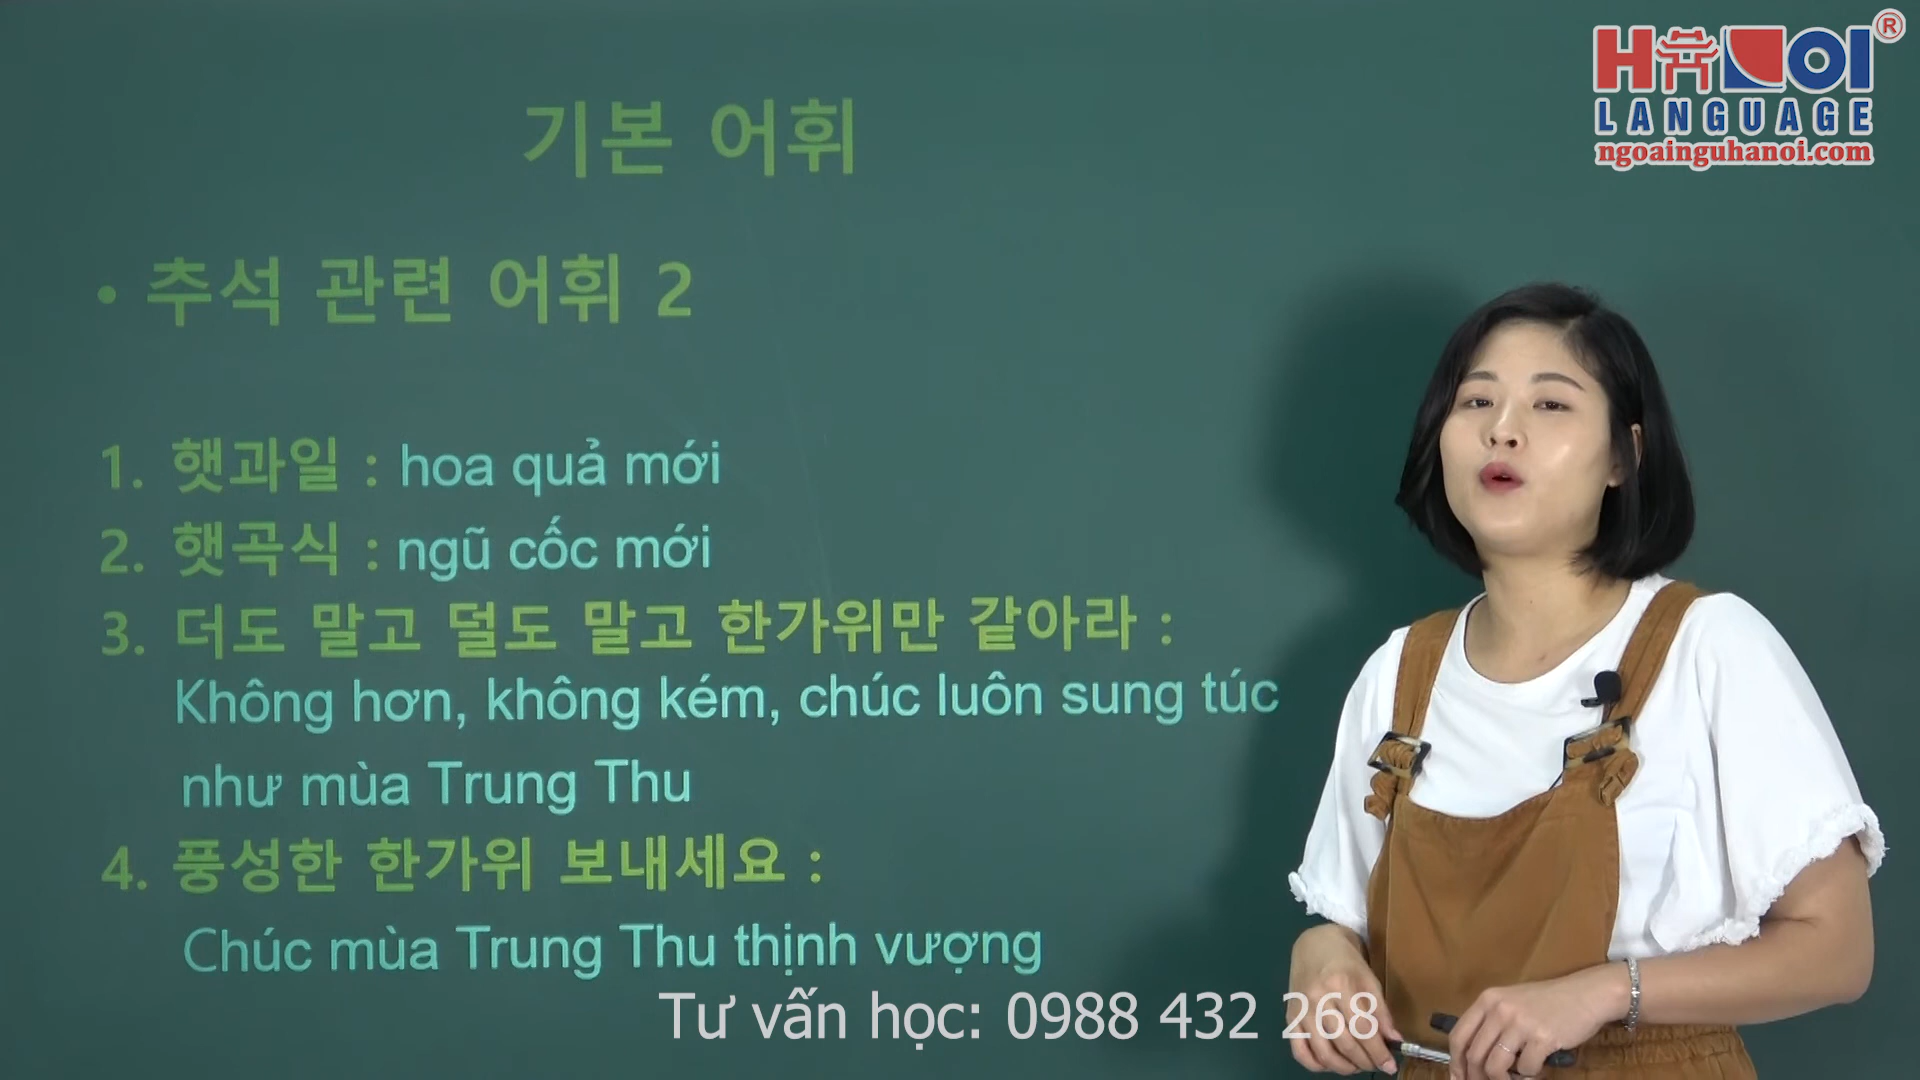 HANOI ®
LANGUAGE
ngoainguhanoi.com
기본 어휘
• 추석 관련 어휘 2
1. 햇과일 : hoa quả mới
2. 햇곡식 : ngũ cốc mới
3. 더도 말고 덜도 말고 한가위만 같아라 :
Không hơn, không kém, chúc luôn sung túc
như mùa Trung Thu
4. 풍성한 한가위 보내세요 :
Chúc mùa Trung Thu thịnh vượng
Tư vấn học: 0988 432 268